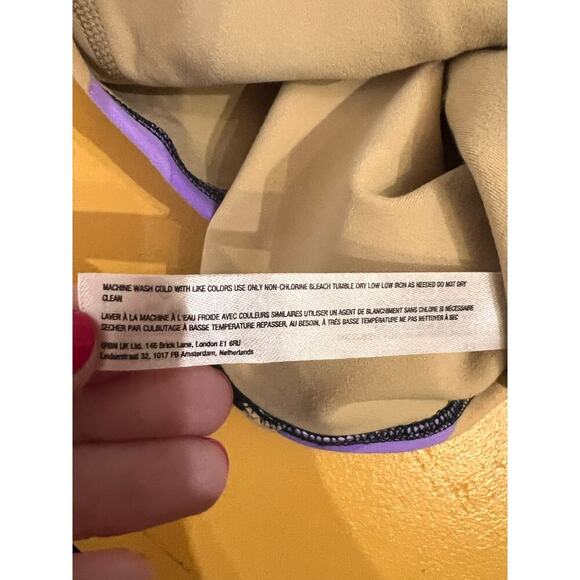 MACHINE WASH COLD WITH LIKE COLORS USE ONLY NON-CHLORINE BLEACH TUMBLE DRY LOW LOW IRON AS NEEDED DO NOT DRY
CLEAN
LAVER À LA MACHINE À L'EAU FROIDE AVEC COULEURS SIMILAIRES UTILISER UN AGENT DE BLANCHIMENT SANS CHLORE SI NÉCESSAIRE
SECHER PAR CULBUTAGE À BASSE TEMPERATURE REPASSER, AU BESOIN, À TRÈS BASSE TEMPÉRATURE NE PAS NETTOYER À SEC
URBN UK Ltd. 146 Brick Lane, London E1 6RU
Leidsestraat 32, 1017 PB Amsterdam, Netherlands